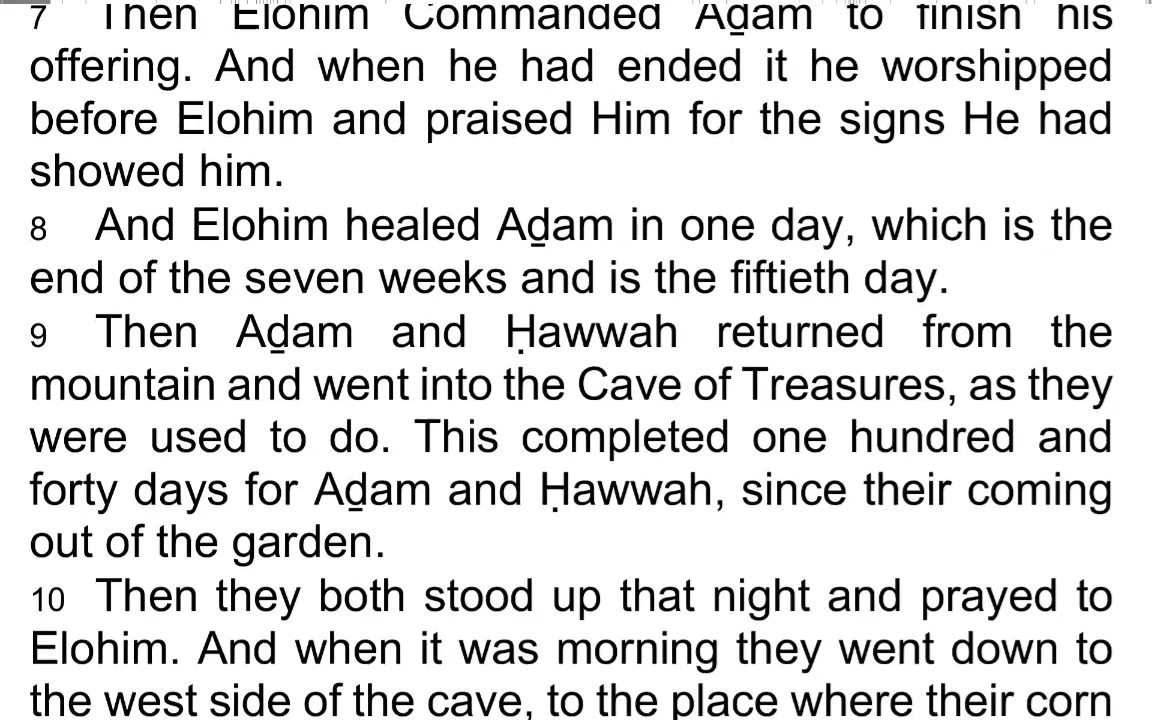 7 Then Elohim Commanded Aḏam to finish his
offering. And when he had ended it he worshipped
before Elohim and praised Him for the signs He had
showed him.
8 And Elohim healed Aḏam in one day, which is the
end of the seven weeks and is the fiftieth day.
9 Then Aḏam and Ḥawwah returned from the
mountain and went into the Cave of Treasures, as they
were used to do. This completed one hundred and
forty days for Aḏam and Ḥawwah, since their coming
out of the garden.
10 Then they both stood up that night and prayed to
Elohim. And when it was morning they went down to
the west side of the cave, to the place where their corn